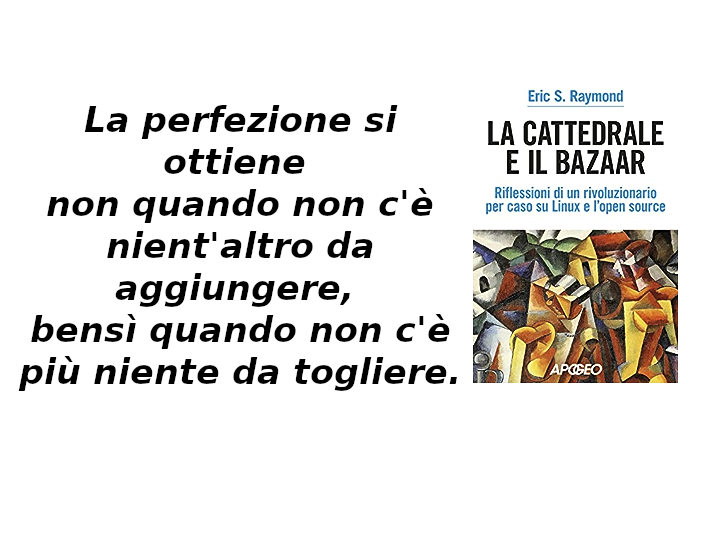 La perfezione si
ottiene
non quando non c'è
nient'altro da
aggiungere,
bensì quando non c'è
più niente da togliere.
Eric S. Raymond
LA CATTEDRALE
E IL BAZAAR
Riflessioni di un rivoluzionario
per caso su Linux e l'open source
APOGEO